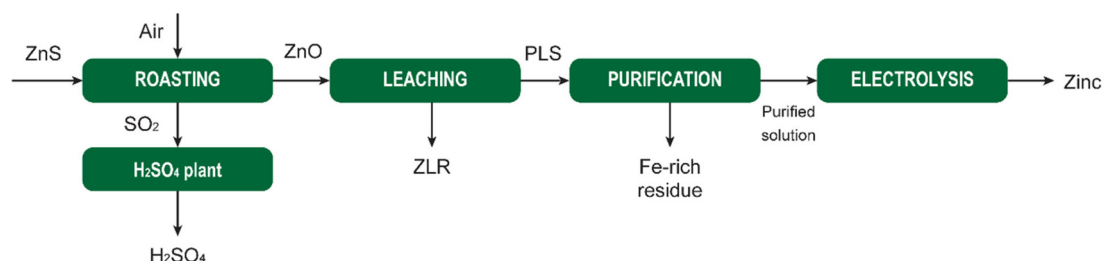 Air
ZnS
ZnO
PLS
ROASTING
LEACHING
PURIFICATION
ELECTROLYSIS
Zinc
SO₂
Purified
solution
H₂SO₄ plant
ZLR
Fe-rich
residue
H₂SO₄